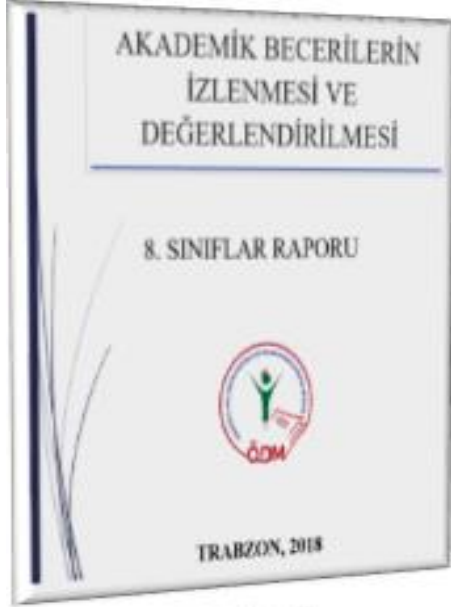 AKADEMİK BECERİLERİN
İZLENMESİ VE
DEĞERLENDİRİLMESİ
8. SINIFLAR RAPORU
ÖDM
TRABZON, 2018